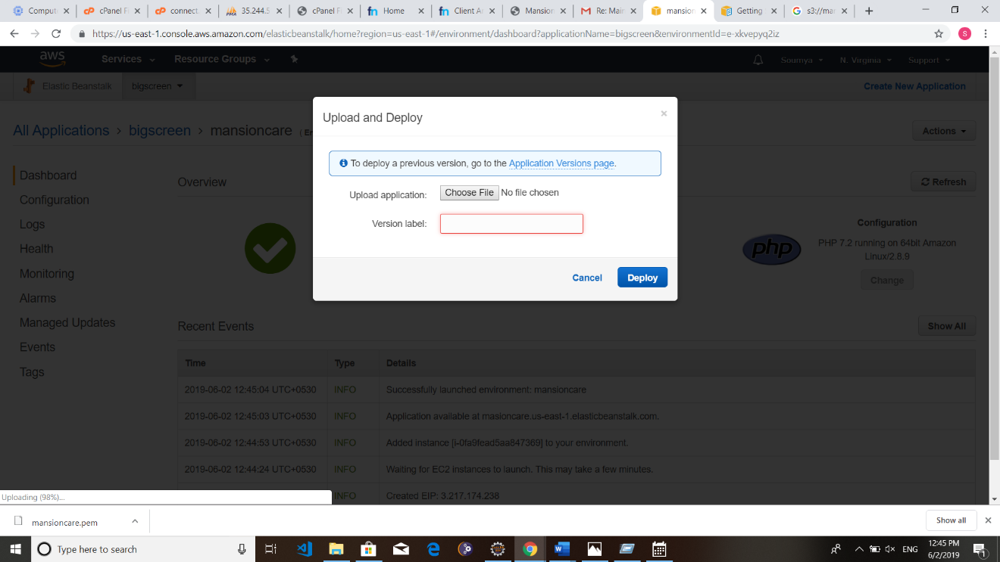 Comput
cPanel F
connect
35.244.5
cPanel F
Home
Client Ar
Mansion
Re: Main
mansion
Getting
s3://mar
https://us-east-1.console.aws.amazon.com/elasticbeanstalk/home?region=us-east-1#/environment/dashboard?applicationName=bigscreen&environmentId=e-xkvepyq2iz
S
aws Services Resource Groups Soumya N. Virginia Support
Elastic Beanstalk bigscreen Create New Application
Upload and Deploy
All Applications > bigscreen > mansioncare Actions
To deploy a previous version, go to the Application Versions page.
Dashboard
Overview Refresh
Upload application: Choose File No file chosen
Configuration
Logs
Version label:
Configuration
Health
php PHP 7.2 running on 64bit Amazon
Linux/2.8.9
Monitoring
Cancel Deploy Change
Alarms
Managed Updates
Recent Events Show All
Events
Tags
Time Type Details
2019-06-02 12:45:04 UTC+0530 INFO Successfully launched environment: mansioncare
2019-06-02 12:45:03 UTC+0530 INFO Application available at masioncare.us-east-1.elasticbeanstalk.com.
2019-06-02 12:44:53 UTC+0530 INFO Added instance [i-0fa9fead5aa847369] to your environment.
2019-06-02 12:44:24 UTC+0530 INFO Waiting for EC2 instances to launch. This may take a few minutes.
INFO Created EIP: 3.217.174.238
Uploading (98%)...
mansioncare.pem Show all
Type here to search
ENG
12:45 PM
6/2/2019
1